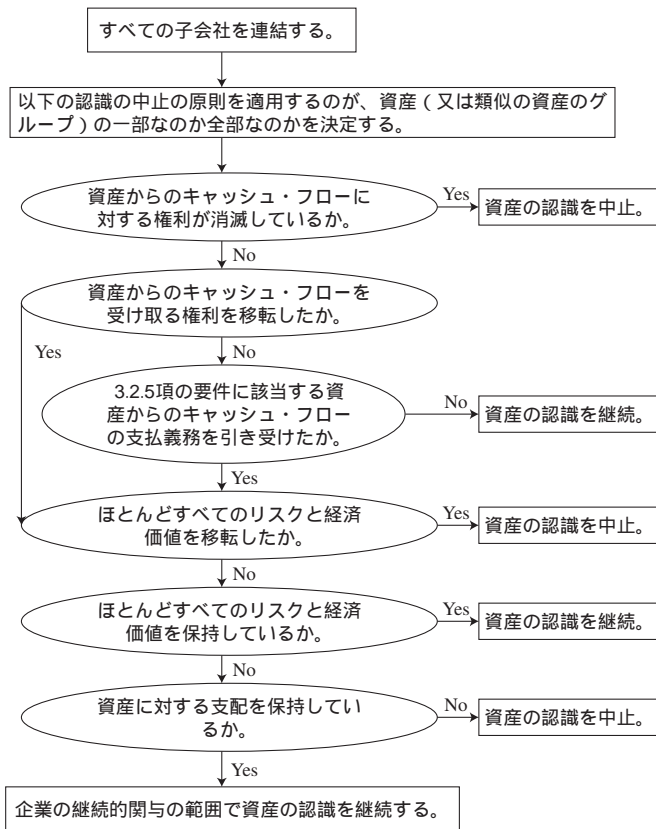 すべての子会社を連結する。
以下の認識の中止の原則を適用するのが、資産(又は類似の資産のグ
ループ)の一部なのか全部なのかを決定する。
資産からのキャッシュ・フローに
対する権利が消滅しているか。
Yes
資産の認識を中止。
No
資産からのキャッシュ・フローを
受け取る権利を移転したか。
Yes
No
3.2.5項の要件に該当する資
産からのキャッシュ・フロー
の支払義務を引き受けたか。
No
資産の認識を継続。
Yes
ほとんどすべてのリスクと経済
価値を移転したか。
Yes
資産の認識を中止。
No
ほとんどすべてのリスクと経済
価値を保持しているか。
Yes
資産の認識を継続。
No
資産に対する支配を保持してい
るか。
No
資産の認識を中止。
Yes
企業の継続的関与の範囲で資産の認識を継続する。